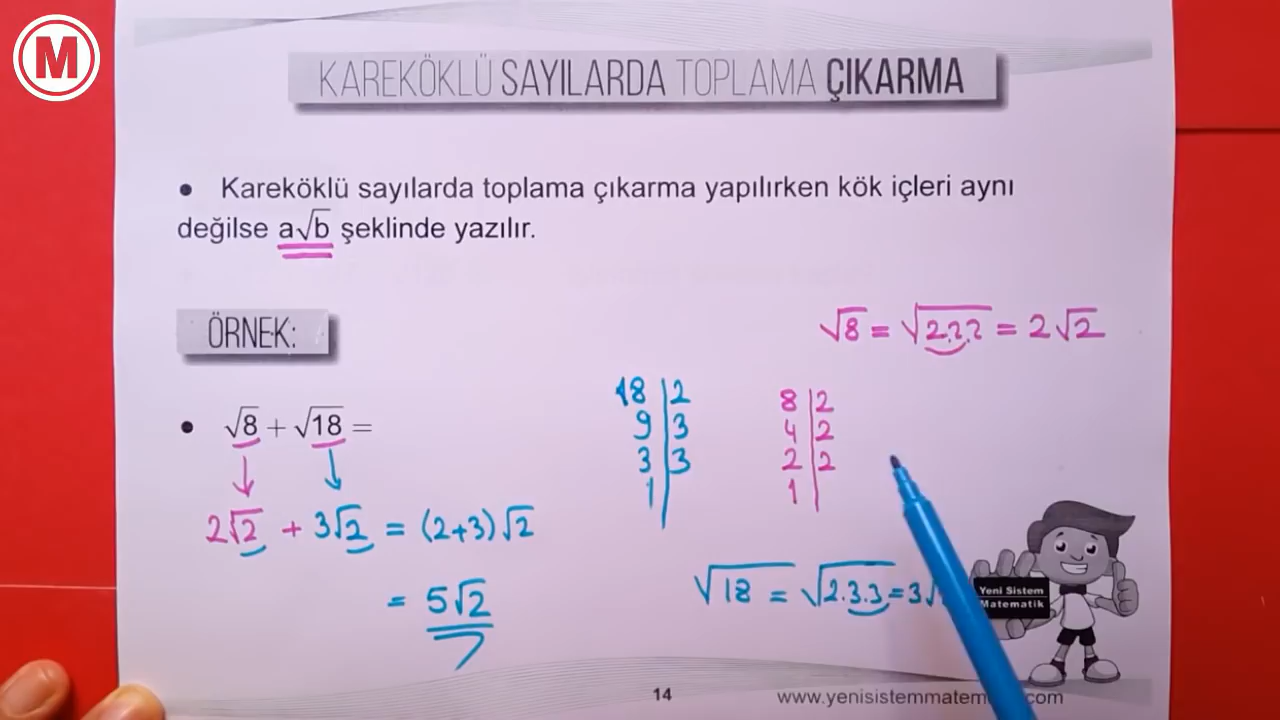 M
KAREKÖKLÜ SAYILARDA TOPLAMA ÇIKARMA
• Kareköklü sayılarda toplama çıkarma yapılırken kök içleri aynı
değilse a√b şeklinde yazılır.
ÖRNEK:
√8 = √2.2.2 = 2√2
• √8 + √18 =
2√2 + 3√2 = (2+3)√2
= 5√2
18 | 2
9 | 3
3 | 3
1 |
8 | 2
4 | 2
2 | 2
1 |
√18 = √2.3.3 = 3√
Yeni Sistem
Matematik
14
www.yenisistemmatem com